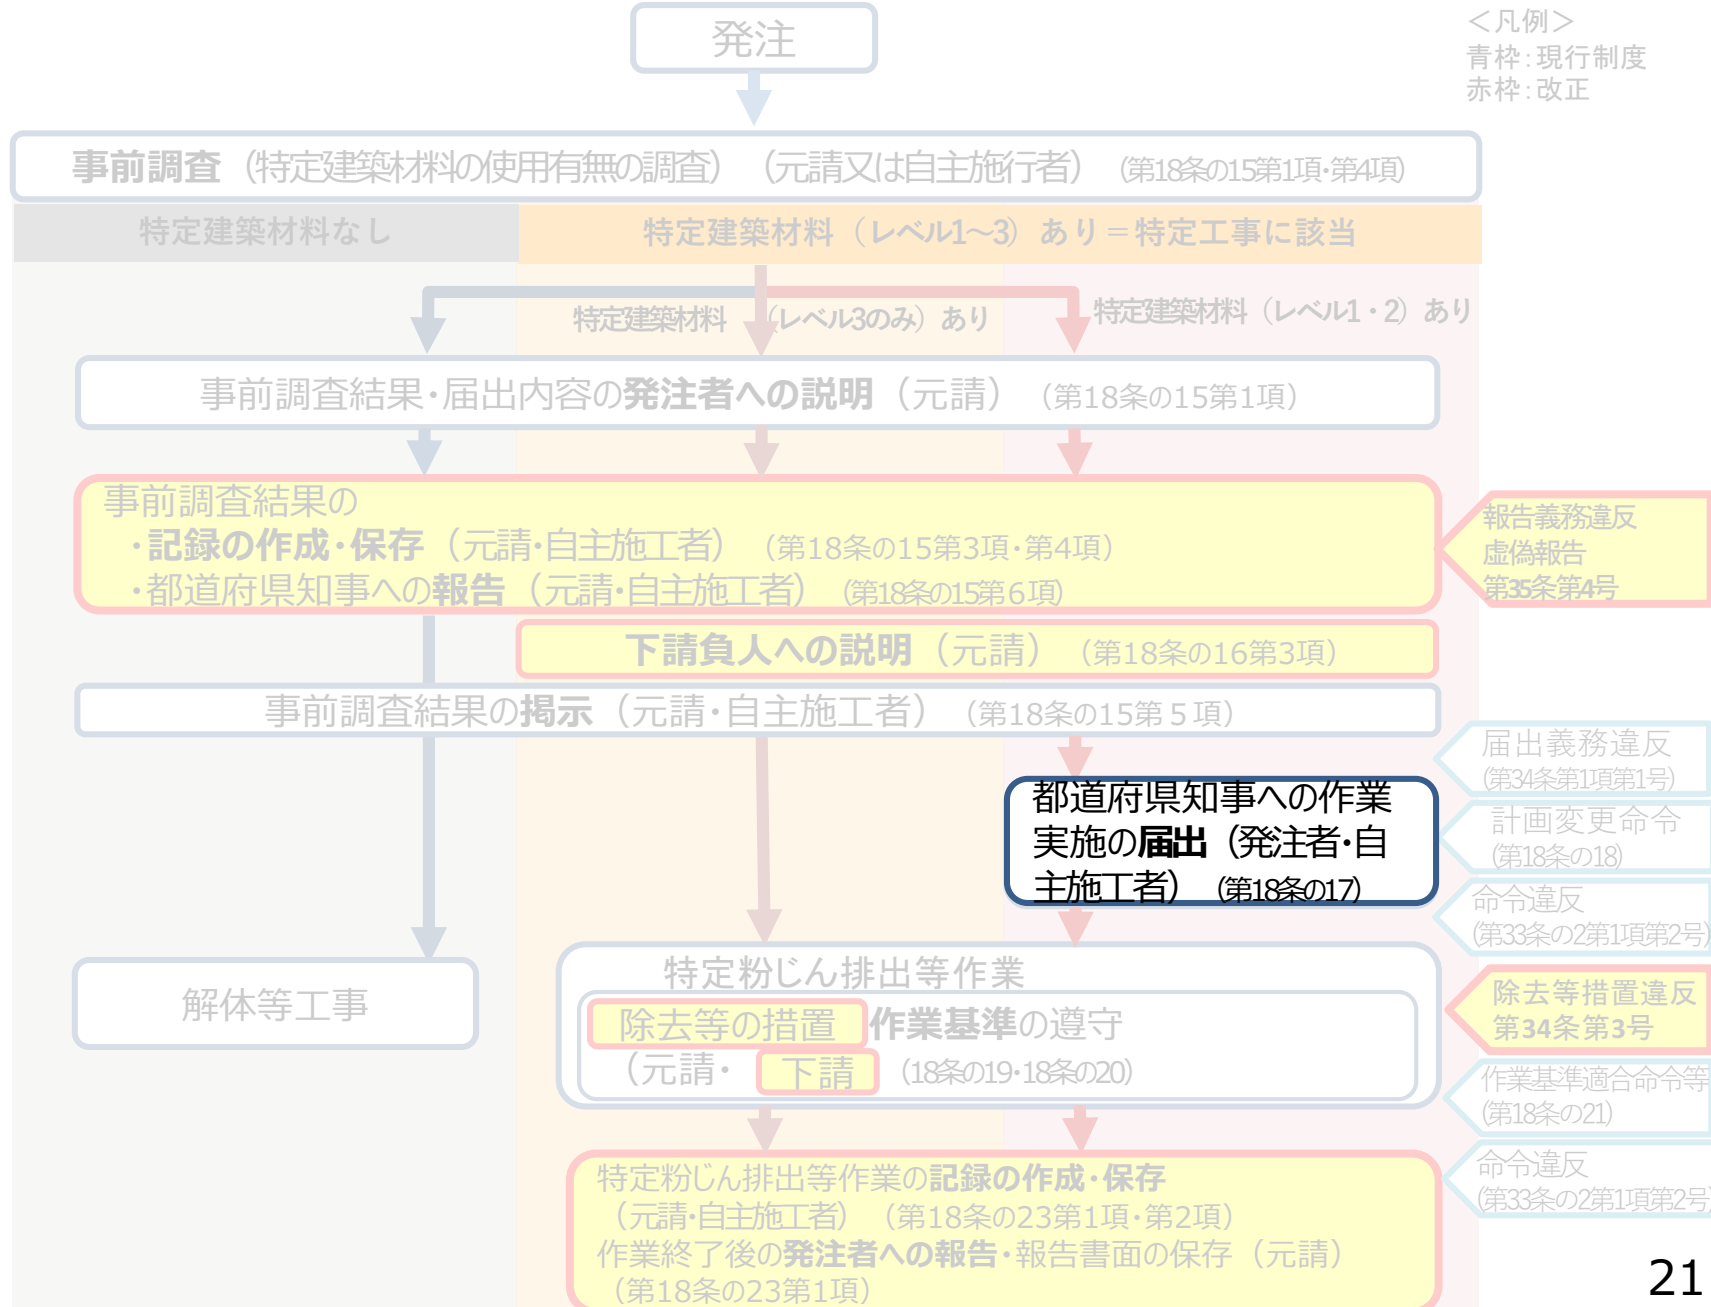 発注
＜凡例＞
青枠：現行制度
赤枠：改正
事前調査（特定建築材料の使用有無の調査）（元請又は自主施行者）（第18条の15第1項・第4項）
特定建築材料なし
特定建築材料（レベル1～3）あり＝特定工事に該当
特定建築材料（レベル3のみ）あり
特定建築材料（レベル1・2）あり
事前調査結果・届出内容の発注者への説明（元請）（第18条の15第1項）
事前調査結果の
・記録の作成・保存（元請・自主施工者）（第18条の15第3項・第4項）
・都道府県知事への報告（元請・自主施工者）（第18条の15第６項）
報告義務違反
虚偽報告
第35条第4号
下請負人への説明（元請）（第18条の16第3項）
事前調査結果の掲示（元請・自主施工者）（第18条の15第５項）
届出義務違反
(第34条第1項第1号)
都道府県知事への作業
実施の届出（発注者・自
主施工者）（第18条の17）
計画変更命令
(第18条の18)
命令違反
(第33条の2第1項第2号)
特定粉じん排出等作業
解体等工事
除去等の措置 作業基準の遵守
（元請・ 下請 （18条の19・18条の20）
除去等措置違反
第34条第3号
作業基準適合命令等
(第18条の21)
命令違反
(第33条の2第1項第2号)
特定粉じん排出等作業の記録の作成・保存
（元請・自主施工者）（第18条の23第1項・第2項）
作業終了後の発注者への報告・報告書面の保存（元請）
（第18条の23第1項）
21